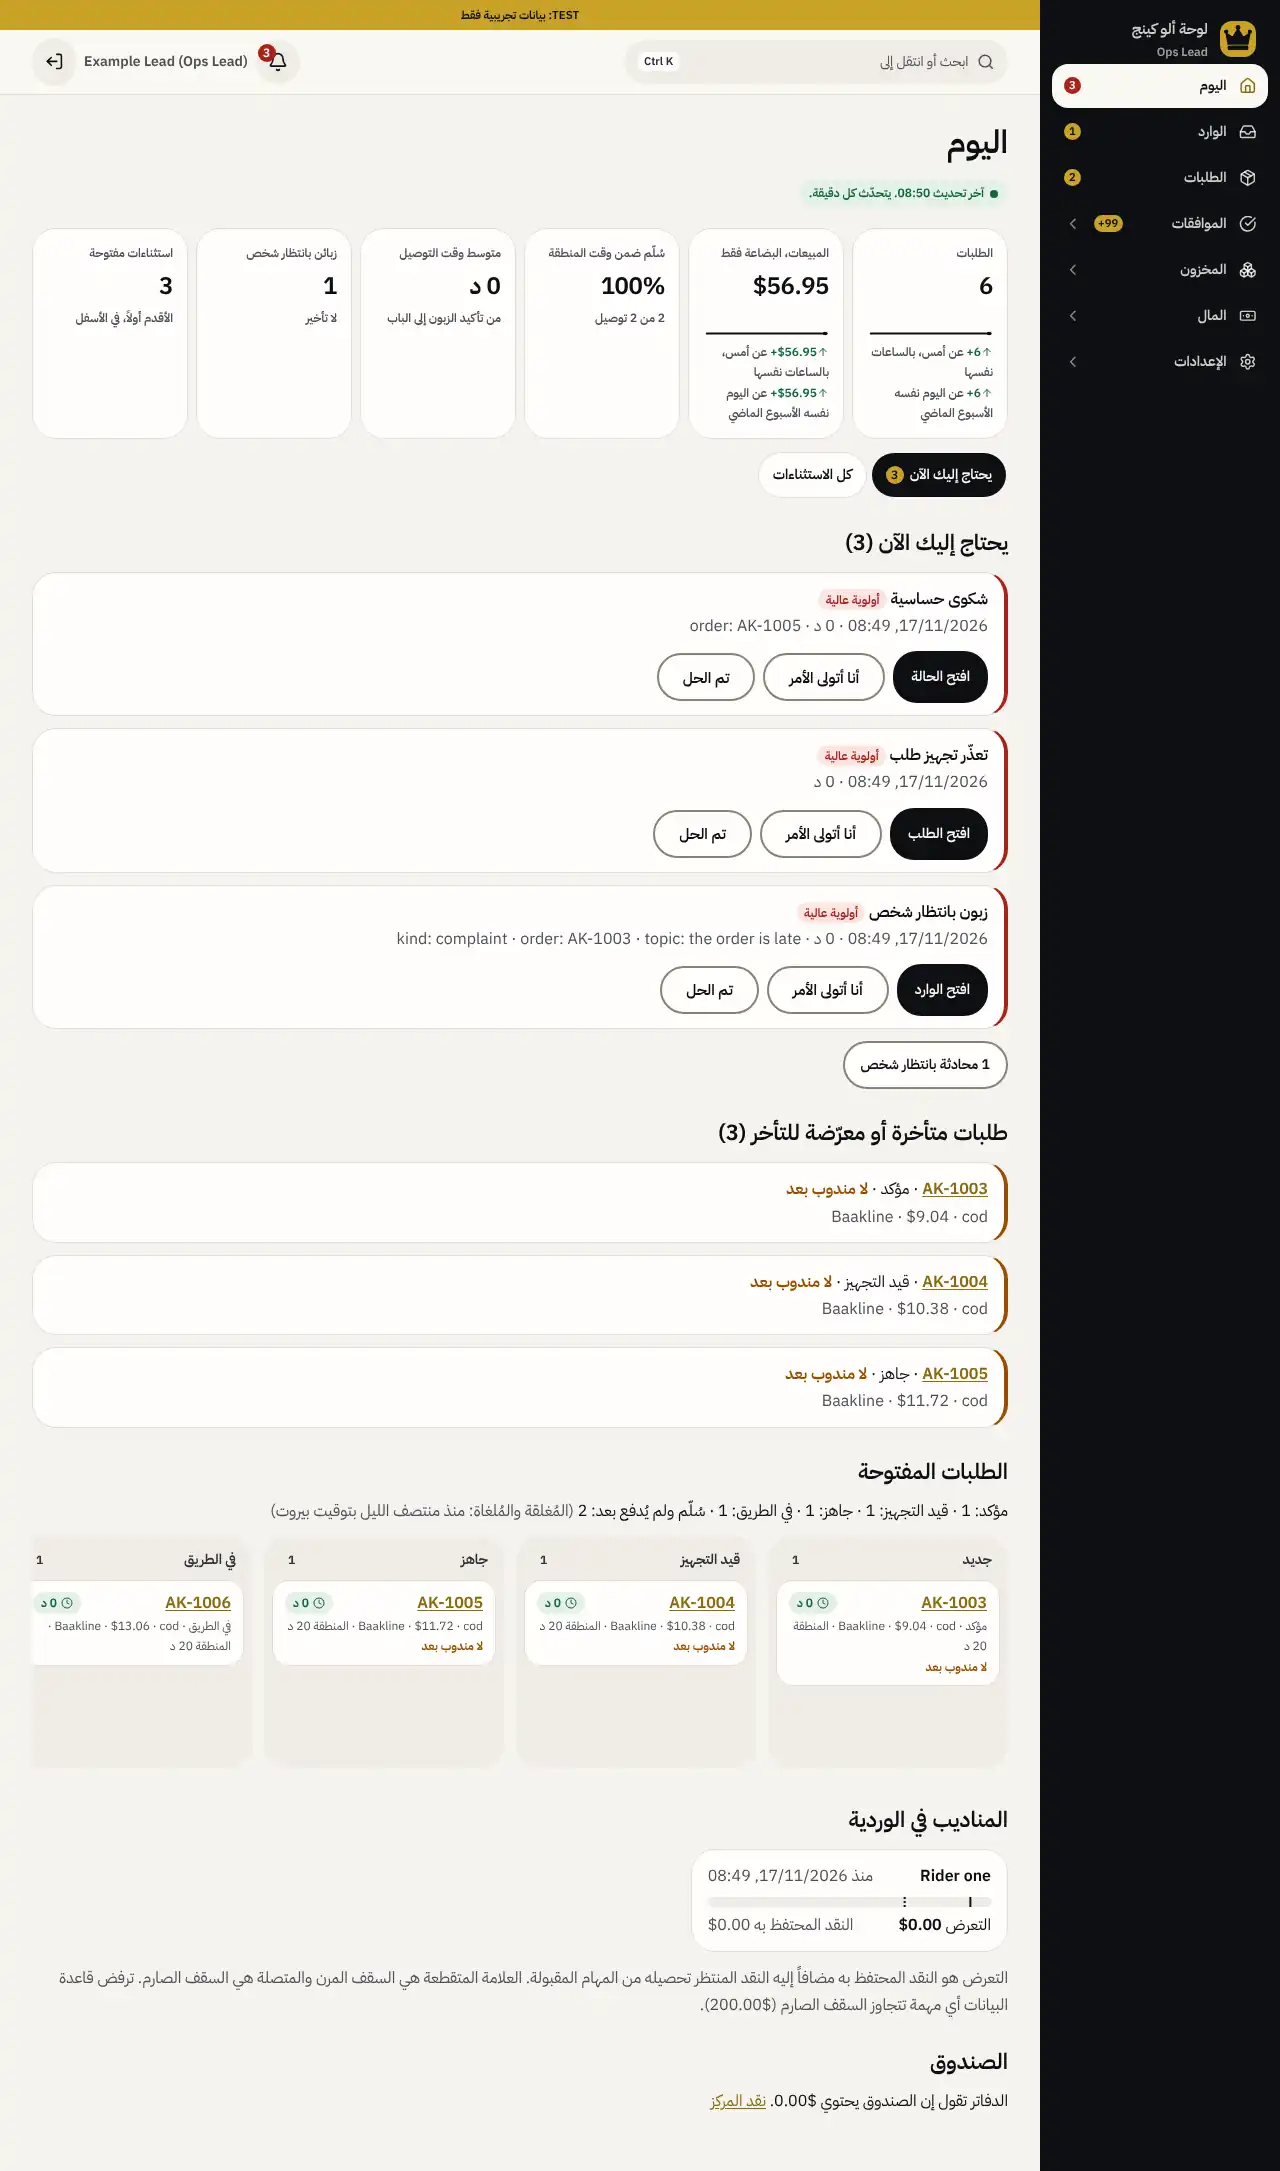 TEST: بيانات تجريبية فقط
لوحة ألو كينج
Ops Lead
اليوم 3
الوارد 1
الطلبات 2
الموافقات +99
المخزون
المال
الإعدادات
ابحث أو انتقل إلى Ctrl K
3
Example Lead (Ops Lead)
اليوم
آخر تحديث 08:50. يتحدّث كل دقيقة.
الطلبات
6
↑6+ عن أمس، بالساعات
نفسها
↑6+ عن اليوم نفسه
الأسبوع الماضي
المبيعات، البضاعة فقط
$56.95
↑$56.95+ عن أمس،
بالساعات نفسها
↑$56.95+ عن اليوم
نفسه الأسبوع الماضي
سُلّم ضمن وقت المنطقة
100%
2 من 2 توصيل
متوسط وقت التوصيل
0 د
من تأكيد الزبون إلى الباب
زبائن بانتظار شخص
1
لا تأخير
استثناءات مفتوحة
3
الأقدم أولاً، في الأسفل
يحتاج إليك الآن 3
كل الاستثناءات
يحتاج إليك الآن (3)
شكوى حساسية أولوية عالية
17/11/2026, 08:49 · 0 د · order: AK-1005
افتح الحالة
أنا أتولى الأمر
تم الحل
تعذّر تجهيز طلب أولوية عالية
17/11/2026, 08:49 · 0 د
افتح الطلب
أنا أتولى الأمر
تم الحل
زبون بانتظار شخص أولوية عالية
17/11/2026, 08:49 · 0 د · kind: complaint · order: AK-1003 · topic: the order is late
افتح الوارد
أنا أتولى الأمر
تم الحل
1 محادثة بانتظار شخص
طلبات متأخرة أو معرّضة للتأخر (3)
AK-1003 · مؤكد · لا مندوب بعد
Baakline · $9.04 · cod
AK-1004 · قيد التجهيز · لا مندوب بعد
Baakline · $10.38 · cod
AK-1005 · جاهز · لا مندوب بعد
Baakline · $11.72 · cod
الطلبات المفتوحة
مؤكد: 1 · قيد التجهيز: 1 · جاهز: 1 · في الطريق: 1 · سُلّم ولم يُدفع بعد: 2 (المُغلقة والمُلغاة: منذ منتصف الليل بتوقيت بيروت)
جديد 1
AK-1003 0 د
مؤكد · Baakline · $9.04 · cod · المنطقة
20 د
لا مندوب بعد
قيد التجهيز 1
AK-1004 0 د
Baakline · $10.38 · cod · المنطقة 20 د
لا مندوب بعد
جاهز 1
AK-1005 0 د
Baakline · $11.72 · cod · المنطقة 20 د
لا مندوب بعد
في الطريق 1
AK-1006 0 د
في الطريق · Baakline · $13.06 · cod ·
المنطقة 20 د
المناديب في الوردية
Rider one منذ 17/11/2026, 08:49
التعرض $0.00 النقد المحتفظ به $0.00
التعرض هو النقد المحتفظ به مضافاً إليه النقد المنتظر تحصيله من المهام المقبولة. العلامة المتقطعة هي السقف المرن والمتصلة هي السقف الصارم. ترفض قاعدة
البيانات أي مهمة تتجاوز السقف الصارم ($200.00).
الصندوق
الدفاتر تقول إن الصندوق يحتوي $0.00. نقد المركز